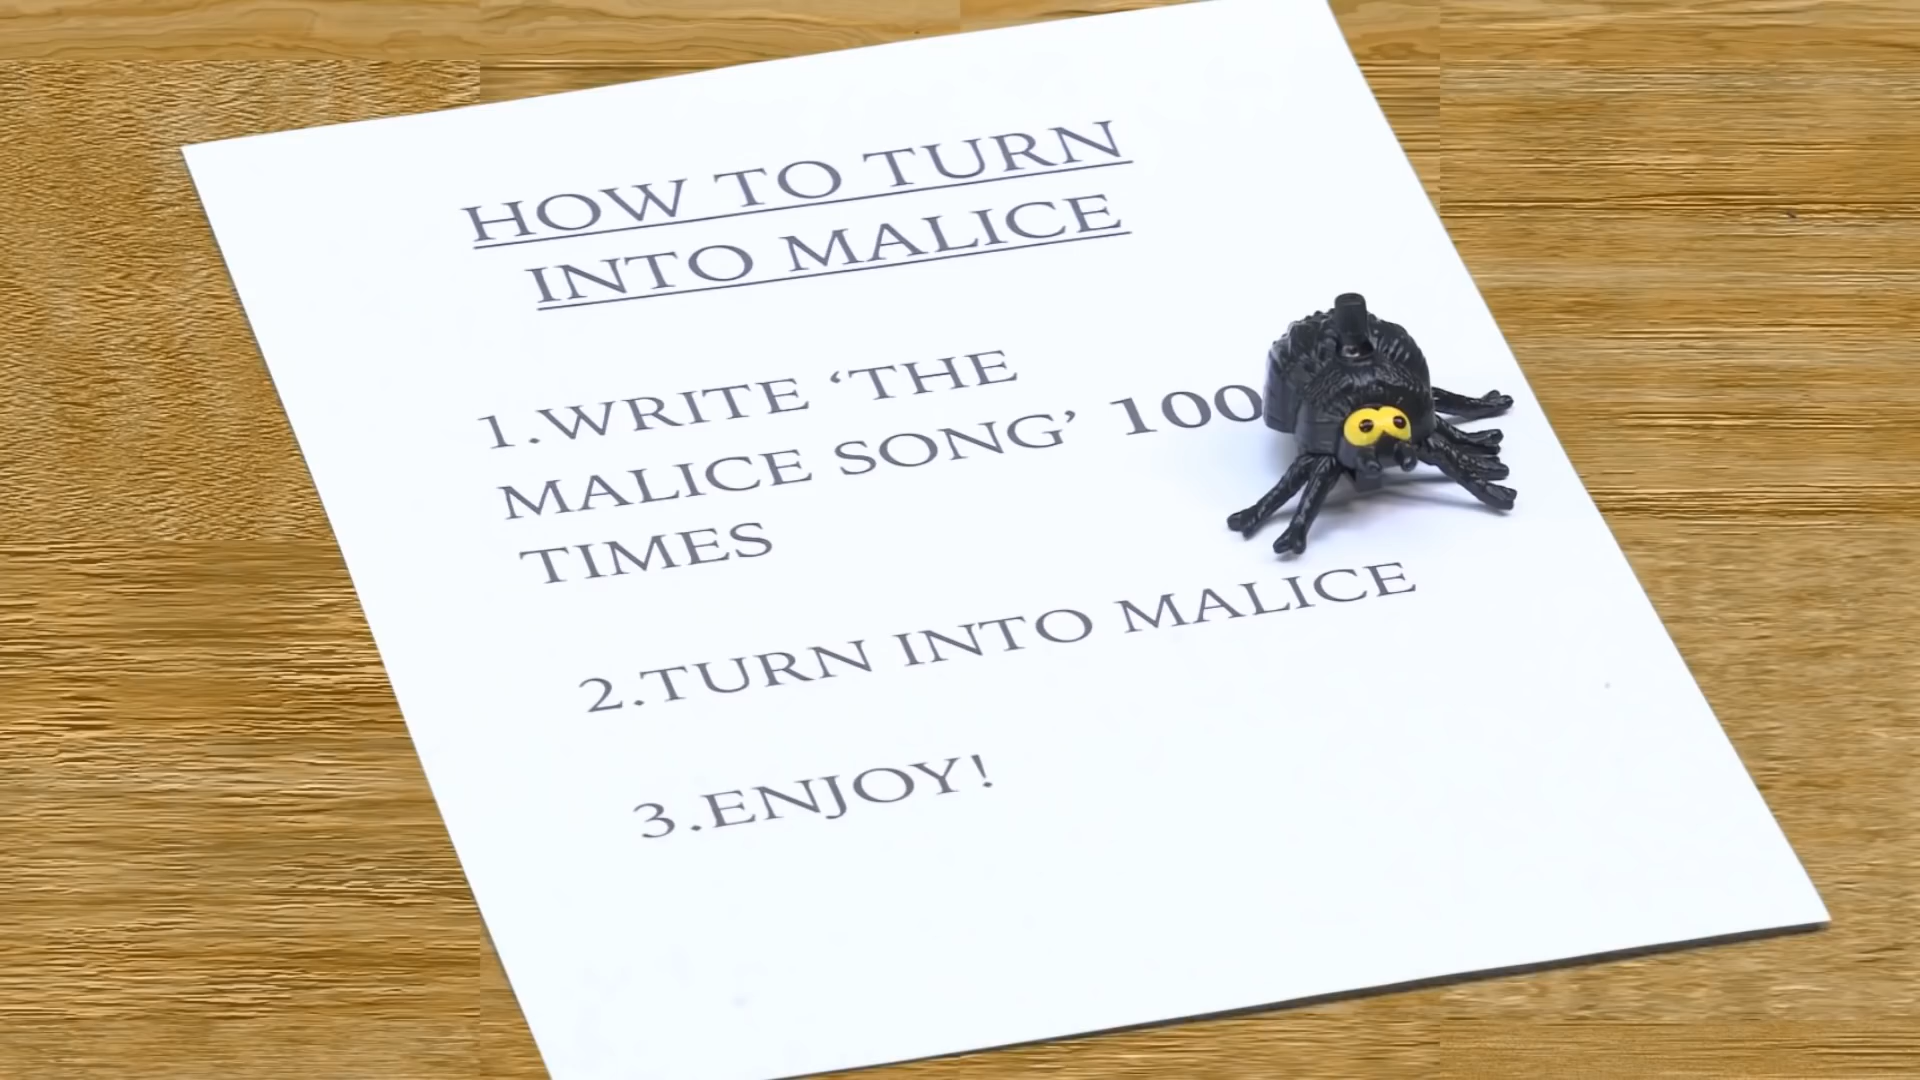 HOW TO TURN
INTO MALICE
1.WRITE ‘THE
MALICE SONG’ 100
TIMES
2.TURN INTO MALICE
3.ENJOY!